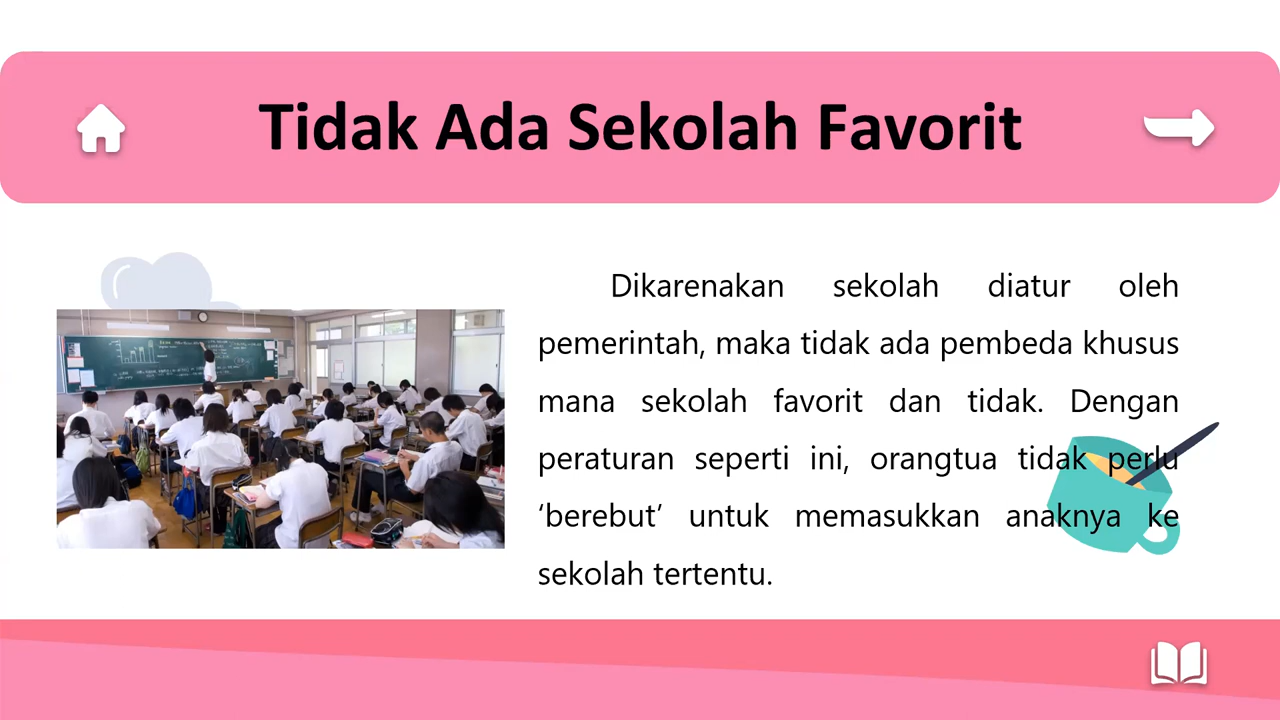 Tidak Ada Sekolah Favorit
Dikarenakan sekolah diatur oleh
pemerintah, maka tidak ada pembeda khusus
mana sekolah favorit dan tidak. Dengan
peraturan seperti ini, orangtua tidak perlu
‘berebut’ untuk memasukkan anaknya ke
sekolah tertentu.